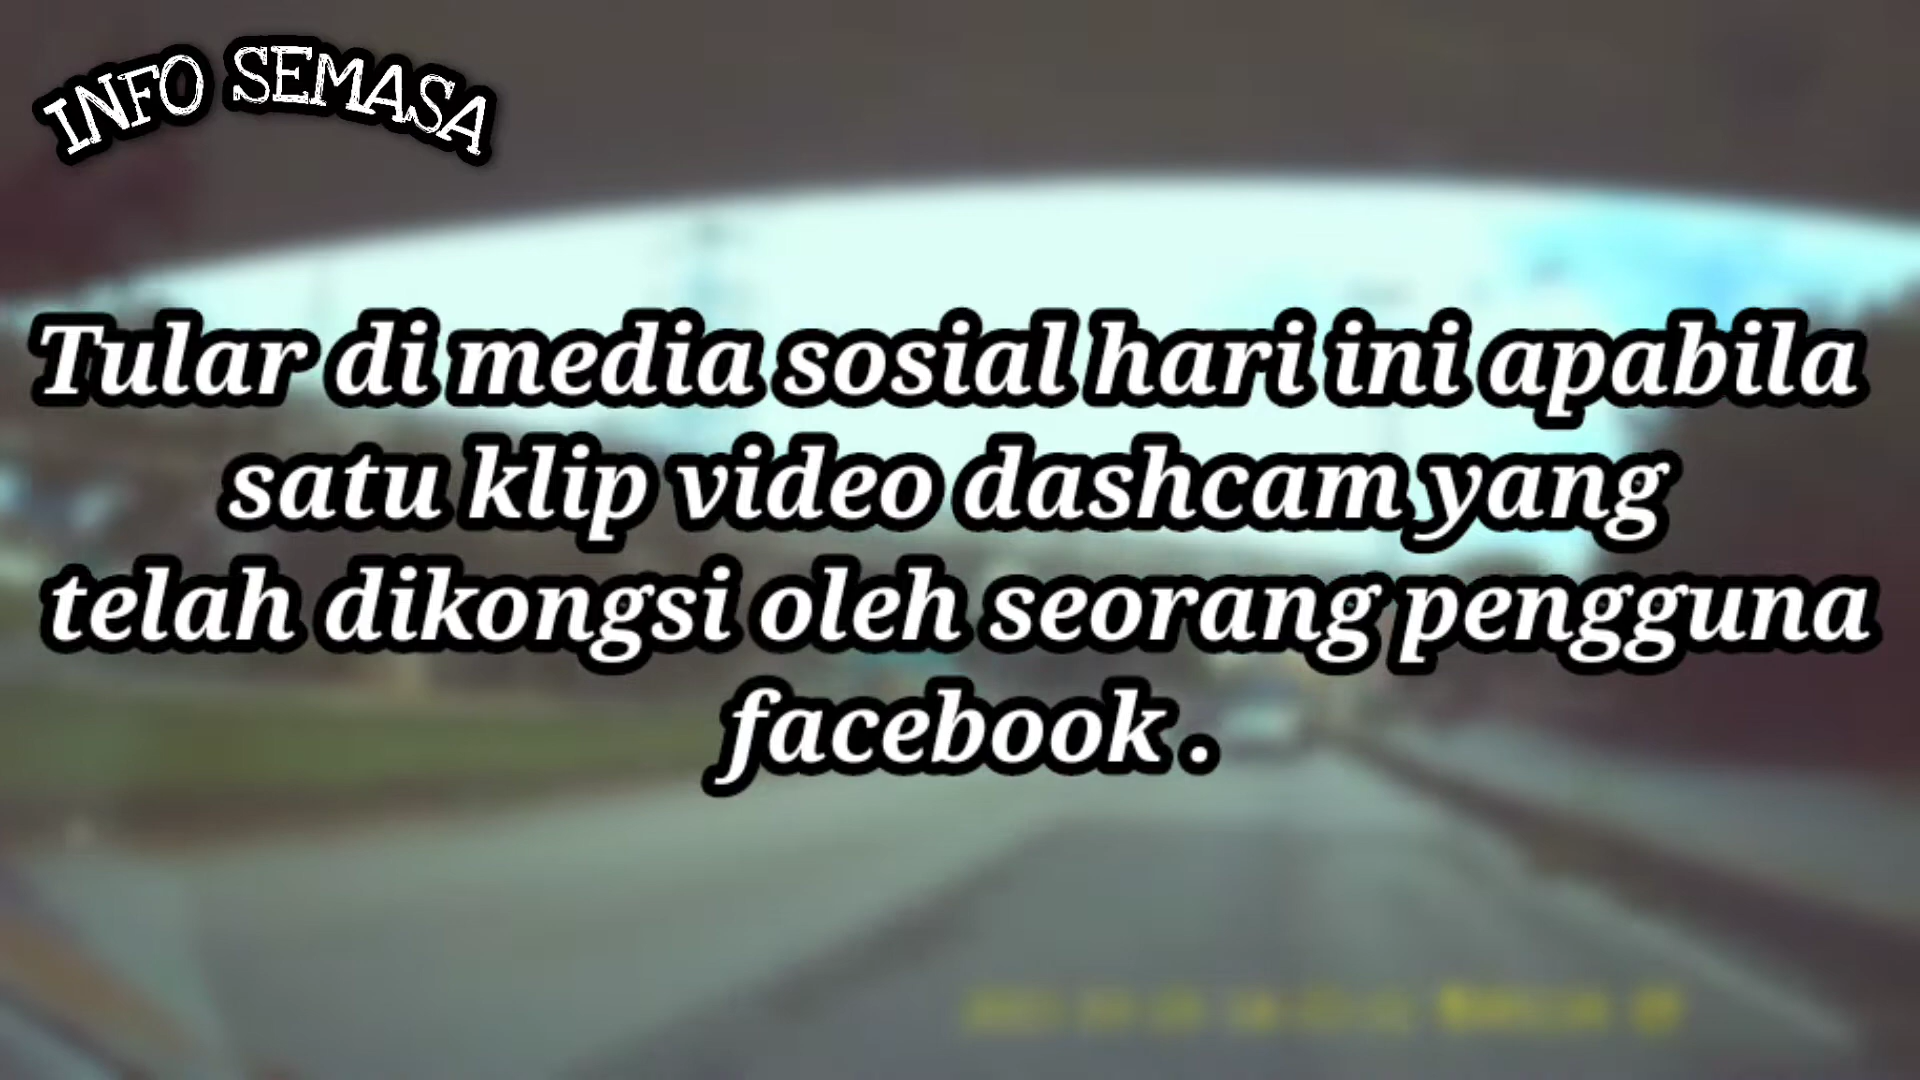 INFO SEMASA
Tular di media sosial hari ini apabila
satu klip video dashcam yang
telah dikongsi oleh seorang pengguna
facebook .